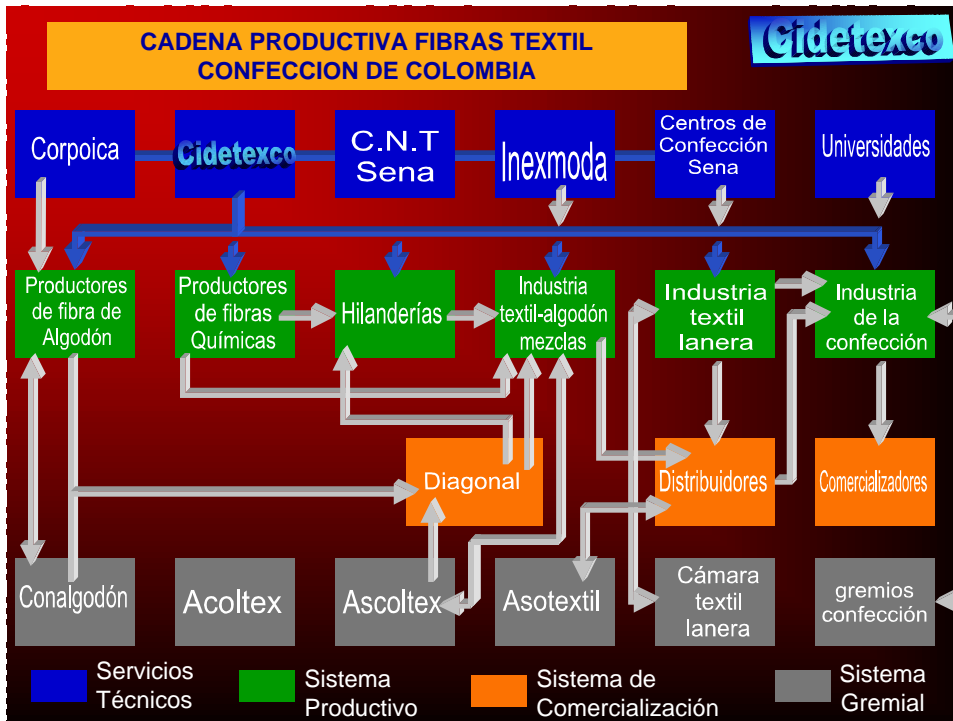 CADENA PRODUCTIVA FIBRAS TEXTIL
CONFECCION DE COLOMBIA
Cidetexco
Corpoica
Cidetexco
C.N.T
Sena
Inexmoda
Centros de
Confección
Sena
Universidades
Productores
de fibra de
Algodón
Productores
de fibras
Químicas
Hilanderías
Industria
textil-algodón
mezclas
Industria
textil
lanera
Industria
de la
confección
Diagonal
Distribuidores
Comercializadores
Conalgodón
Acoltex
Ascoltex
Asotextil
Cámara
textil
lanera
gremios
confección
Servicios
Técnicos
Sistema
Productivo
Sistema de
Comercialización
Sistema
Gremial